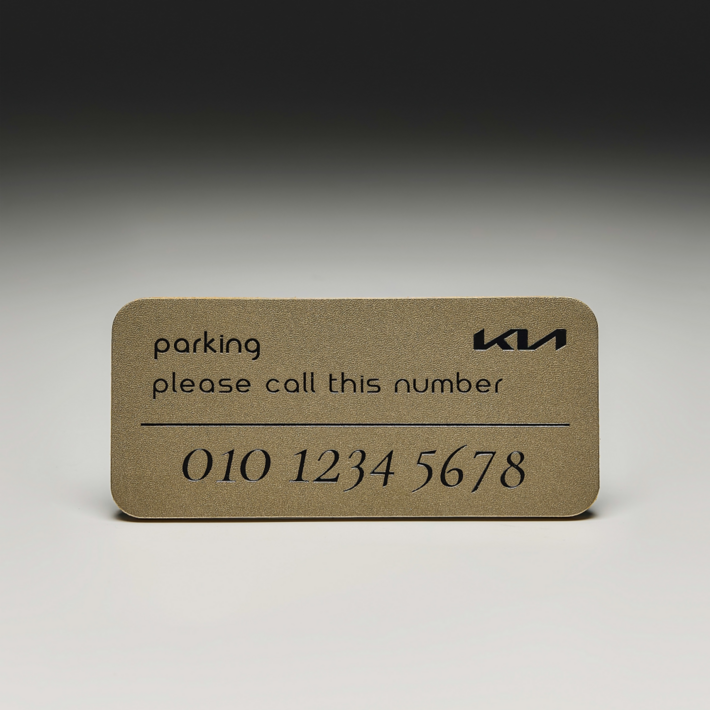 parking
KIA
please call this number
010 1234 5678